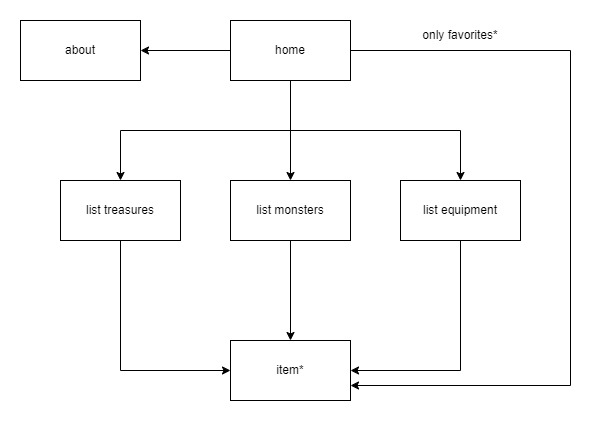 about
home
only favorites*
list treasures
list monsters
list equipment
item*